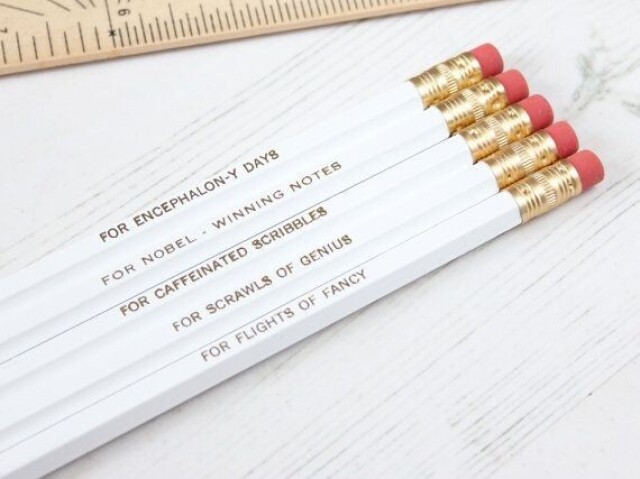 FOR ENCEPHALON-Y DAYS
FOR NOBEL - WINNING NOTES
FOR CAFFEINATED SCRIBBLES
FOR SCRAWLS OF GENIUS
FOR FLIGHTS OF FANCY